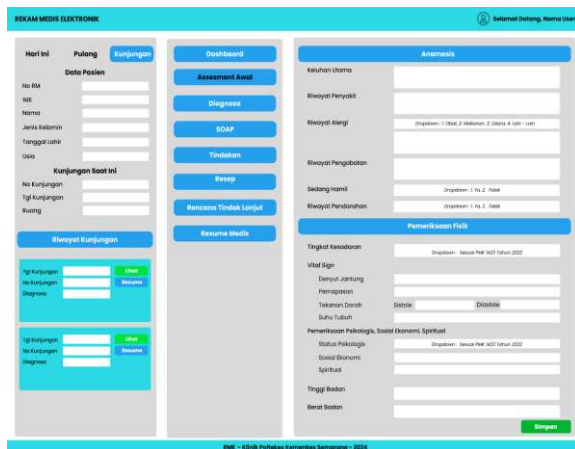 REKAM MEDIS ELEKTRONIK
Selamat Datang, Nama User
Hari Ini
Pulang
Kunjungan
Data Pasien
No RM
NIK
Nama
Jenis Kelamin
Tanggal Lahir
Usia
Kunjungan Saat Ini
No Kunjungan
Tgl Kunjungan
Ruang
Riwayat Kunjungan
Tgl Kunjungan
Lihat
No Kunjungan
Resume
Diagnosa
Tgl Kunjungan
Lihat
No Kunjungan
Resume
Diagnosa
Dashboard
Assesment Awal
Diagnosa
SOAP
Tindakan
Resep
Rencana Tindak Lanjut
Resume Medis
Anamesis
Keluhan Utama
Riwayat Penyakit
Riwayat Alergi
Dropdown : 1. Obat, 2. Makanan, 3. Udara, 4. Lain - Lain
Riwayat Pengobatan
Sedang Hamil
Dropdown : 1. Ya, 2. Tidak
Riwayat Pendarahan
Dropdown : 1. Ya, 2. Tidak
Pemeriksaan Fisik
Tingkat Kesadaran
Dropdown : Sesuai PMK 1423 Tahun 2022
Vital Sign
Denyut Jantung
Pernapasan
Tekanan Darah
Sistole
Diastole
Suhu Tubuh
Pemeriksaan Psikologis, Sosial Ekonomi, Spiritual
Status Psikologis
Dropdown : Sesuai PMK 1423 Tahun 2022
Sosial Ekonomi
Spiritual
Tinggi Badan
Berat Badan
Simpan
RME - Klinik Poltekes Kemenkes Semarang - 2024